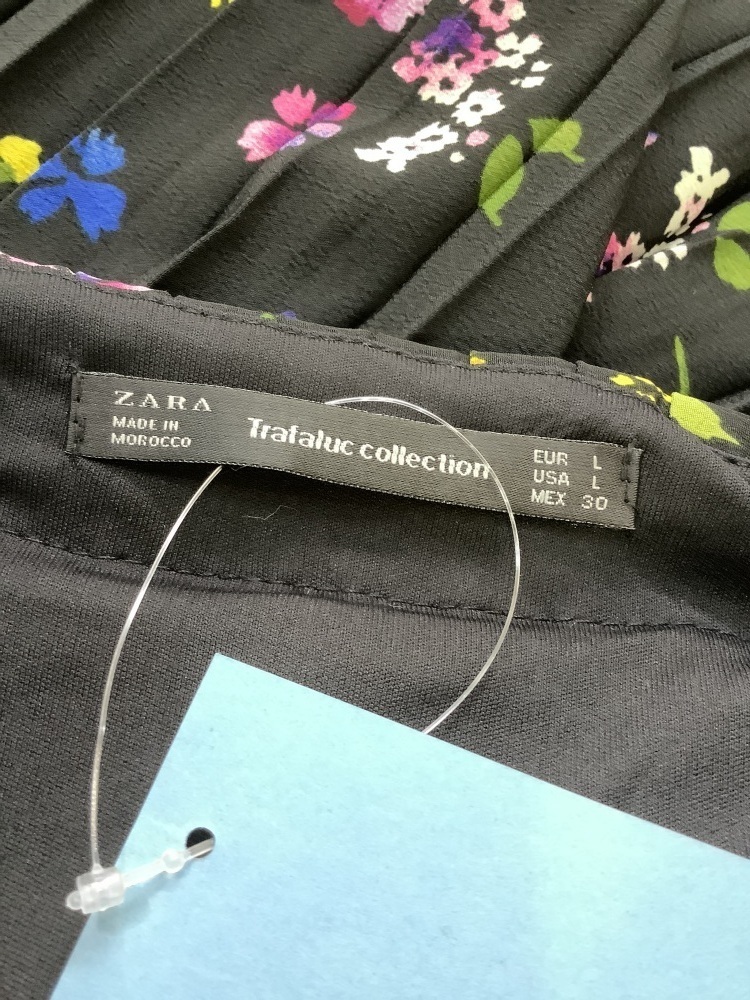 ZARA
MADE IN
MOROCCO
Trafaluc collection
EUR L
USA L
MEX 30